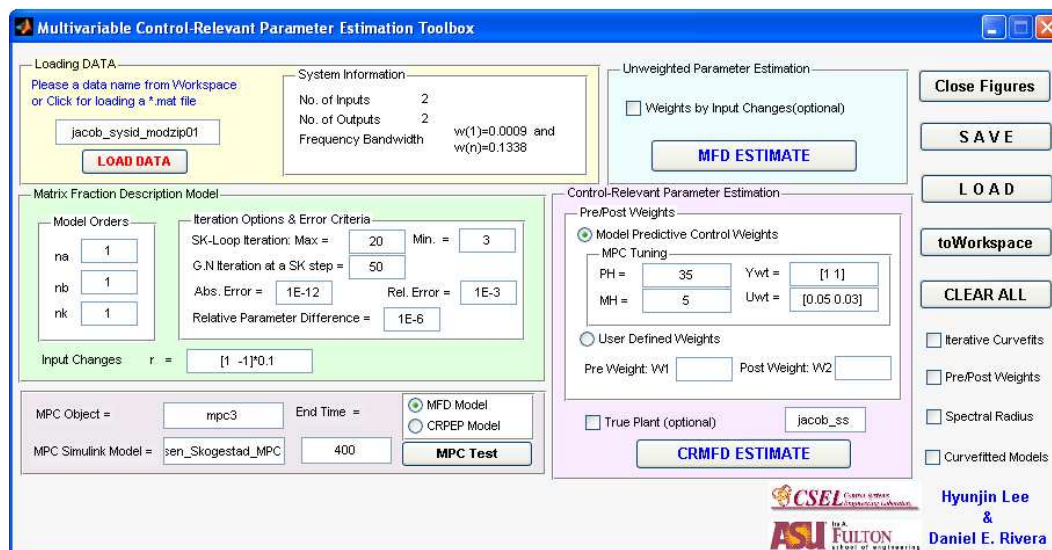 Multivariable Control-Relevant Parameter Estimation Toolbox
Loading DATA
Please a data name from Workspace
or Click for loading a *.mat file
jacob_sysid_modzip01
LOAD DATA
System Information
No. of Inputs 2
No. of Outputs 2
Frequency Bandwidth w(1)=0.0009 and
w(n)=0.1338
Unweighted Parameter Estimation
Weights by Input Changes(optional)
MFD ESTIMATE
Close Figures
S A V E
L O A D
toWorkspace
CLEAR ALL
Iterative Curvefits
Pre/Post Weights
Spectral Radius
Curvefitted Models
Matrix Fraction Description Model
Model Orders
na 1
nb 1
nk 1
Iteration Options & Error Criteria
SK-Loop Iteration: Max = 20 Min. = 3
G.N Iteration at a SK step = 50
Abs. Error = 1E-12 Rel. Error = 1E-3
Relative Parameter Difference = 1E-6
Input Changes r = [1 -1]*0.1
Control-Relevant Parameter Estimation
Pre/Post Weights
Model Predictive Control Weights
MPC Tuning
PH = 35 Ywt = [1 1]
MH = 5 Uwt = [0.05 0.03]
User Defined Weights
Pre Weight: W1 Post Weight: W2
True Plant (optional) jacob_ss
CRMFD ESTIMATE
MPC Object = mpc3 End Time =
MPC Simulink Model = sen_Skogestad_MPC 400
MFD Model
CRPEP Model
MPC Test
CSEL Control Systems
Engineering Laboratory
ASU Ira A.
FULTON
school of engineering
Hyunjin Lee
&
Daniel E. Rivera